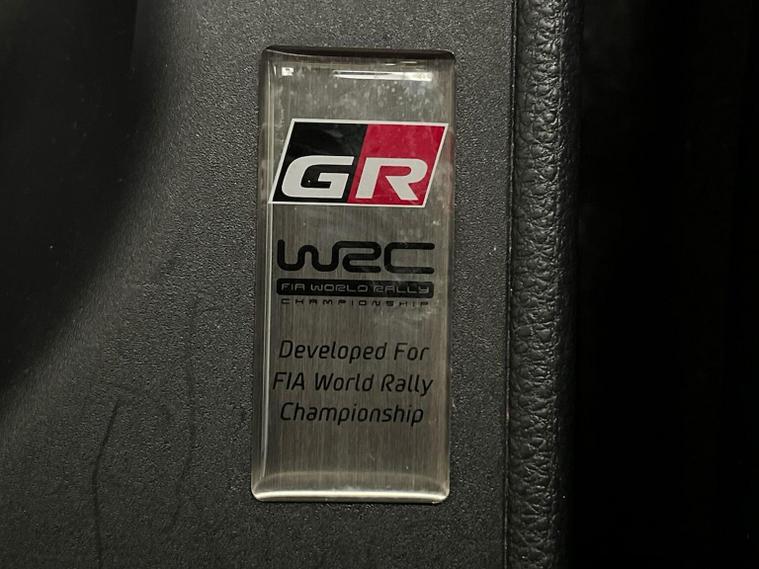 GR
WRC
FIA WORLD RALLY
CHAMPIONSHIP
Developed For
FIA World Rally
Championship